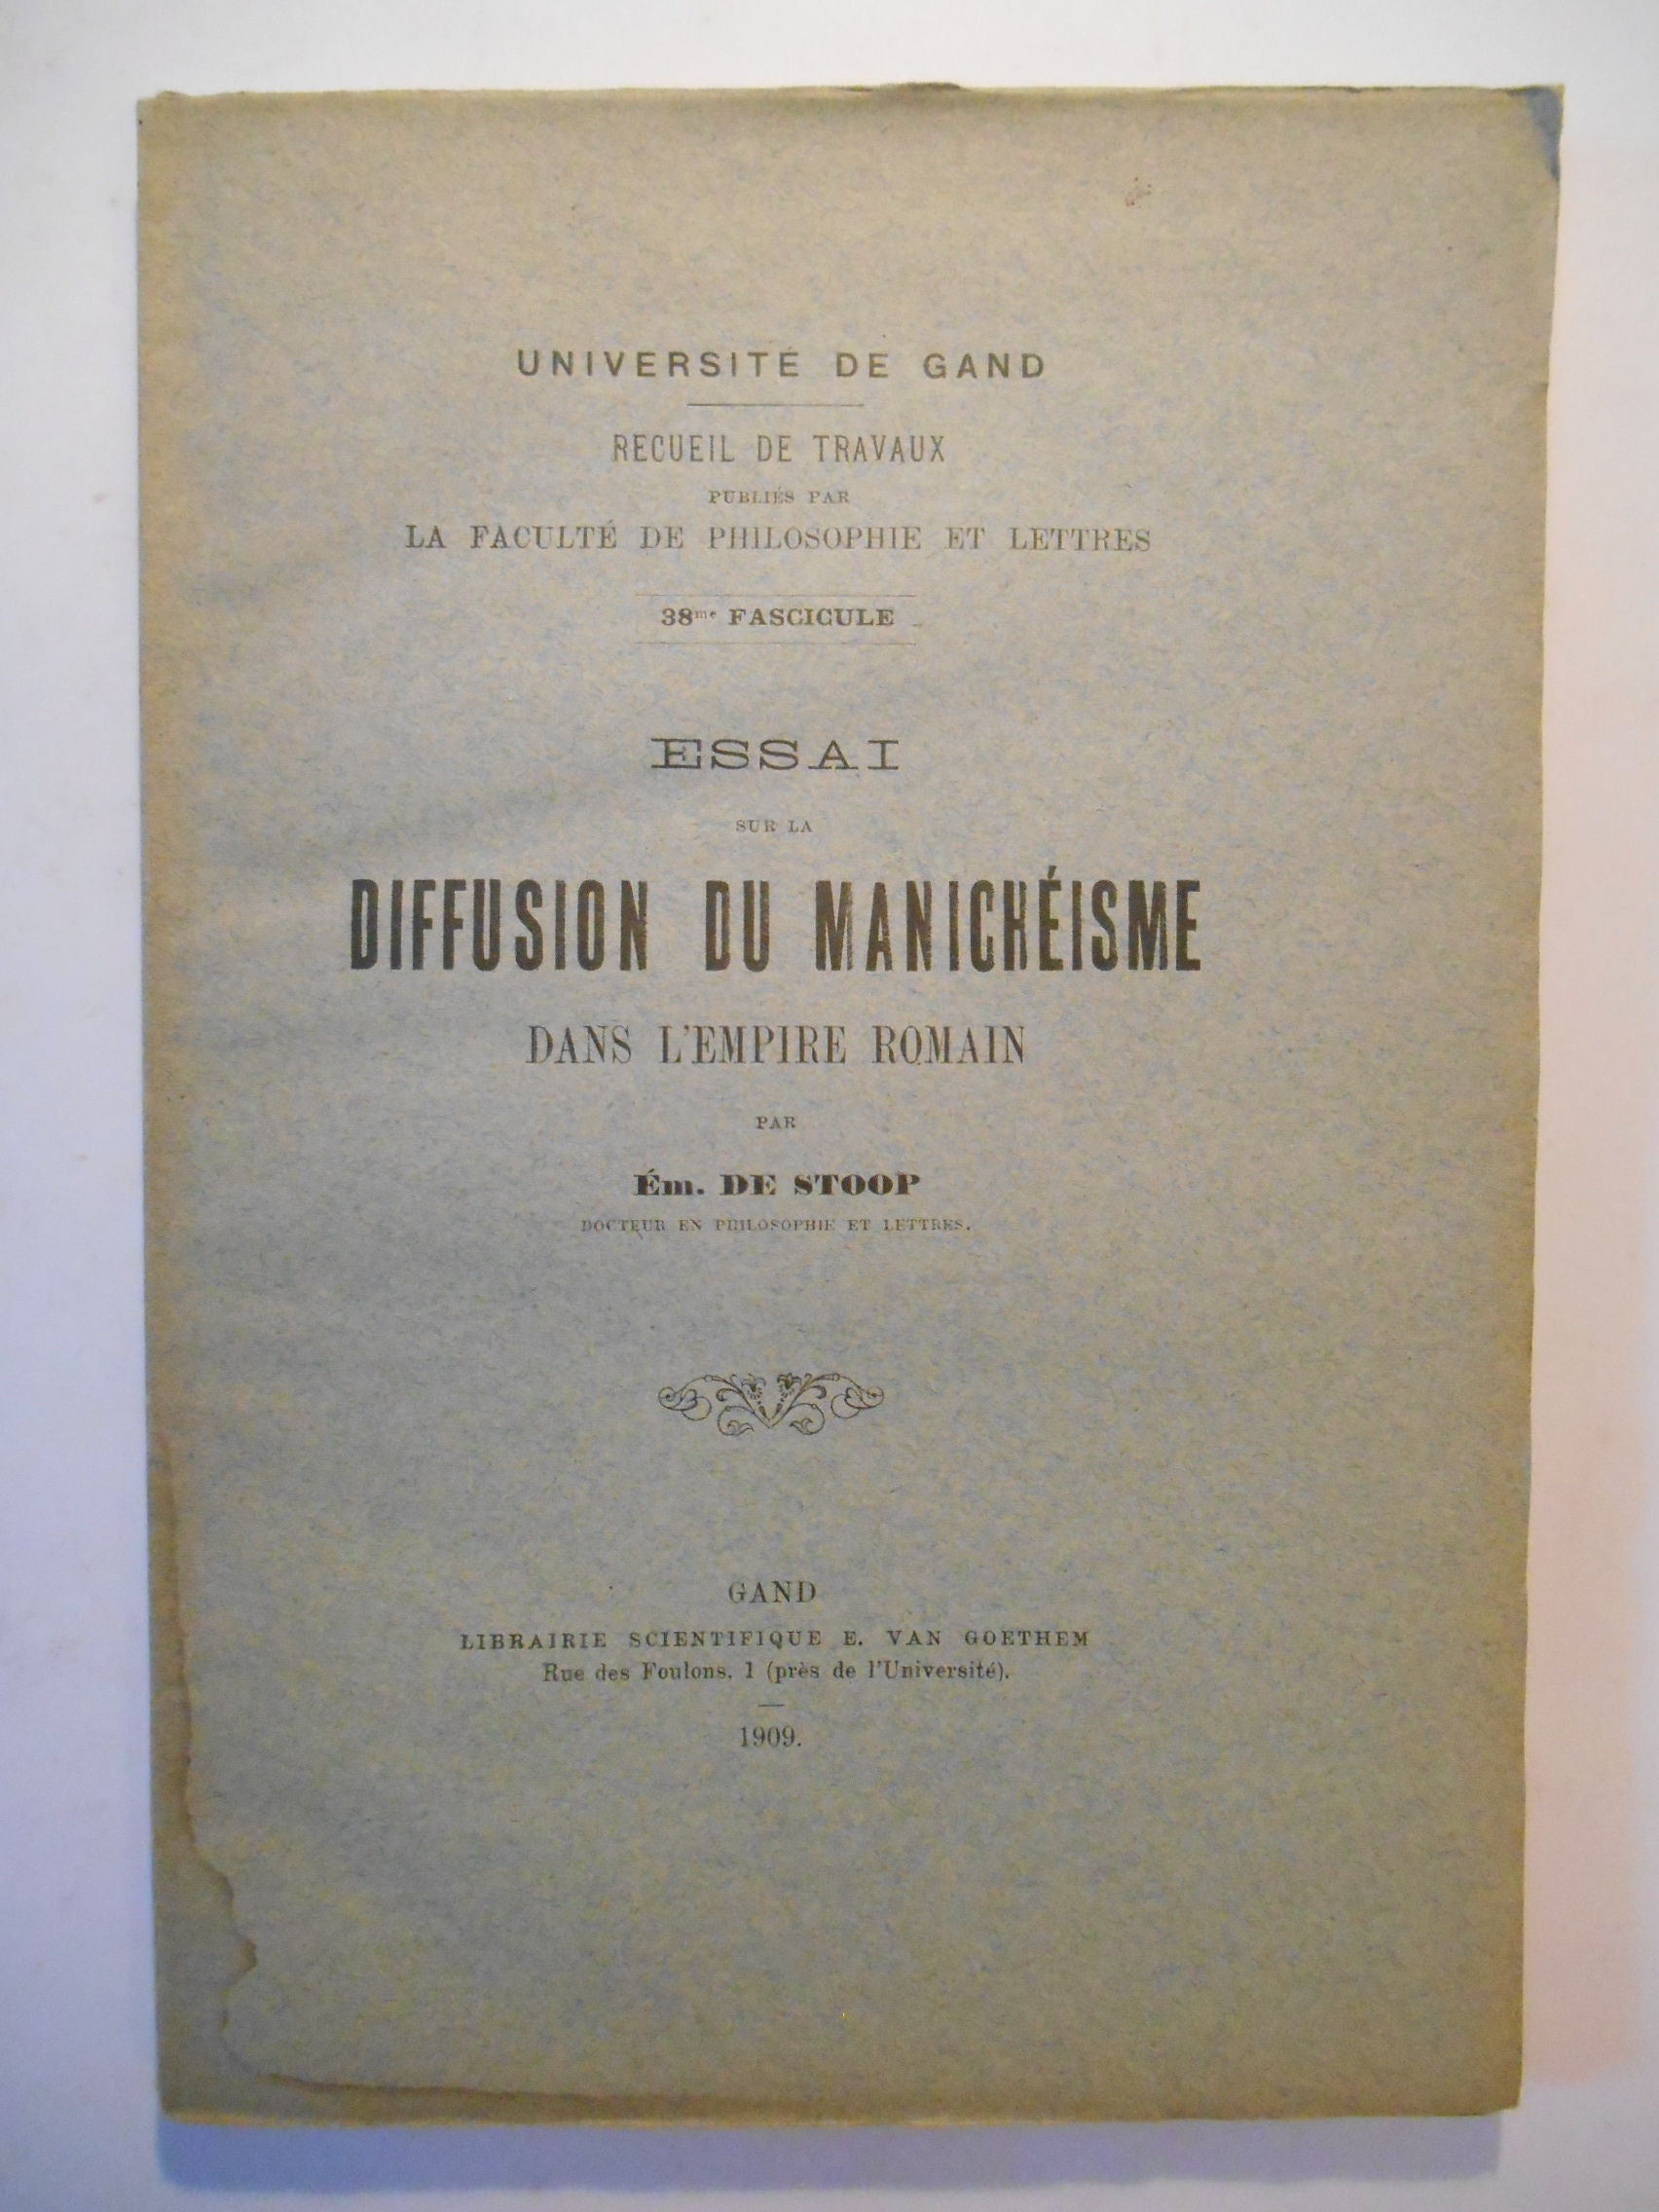 UNIVERSITÉ DE GAND
RECUEIL DE TRAVAUX
PUBLIÉS PAR
LA FACULTÉ DE PHILOSOPHIE ET LETTRES
38me FASCICULE
ESSAI
SUR LA
DIFFUSION DU MANICHÉISME
DANS L'EMPIRE ROMAIN
PAR
Ém. DE STOOP
DOCTEUR EN PHILOSOPHIE ET LETTRES.
GAND
LIBRAIRIE SCIENTIFIQUE E. VAN GOETHEM
Rue des Foulons, 1 (près de l'Université).
1909.